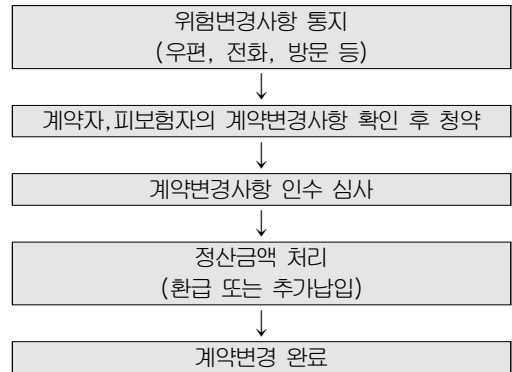 위험변경사항 통지
(우편, 전화, 방문 등)
↓
계약자,피보험자의 계약변경사항 확인 후 청약
↓
계약변경사항 인수 심사
↓
정산금액 처리
(환급 또는 추가납입)
↓
계약변경 완료